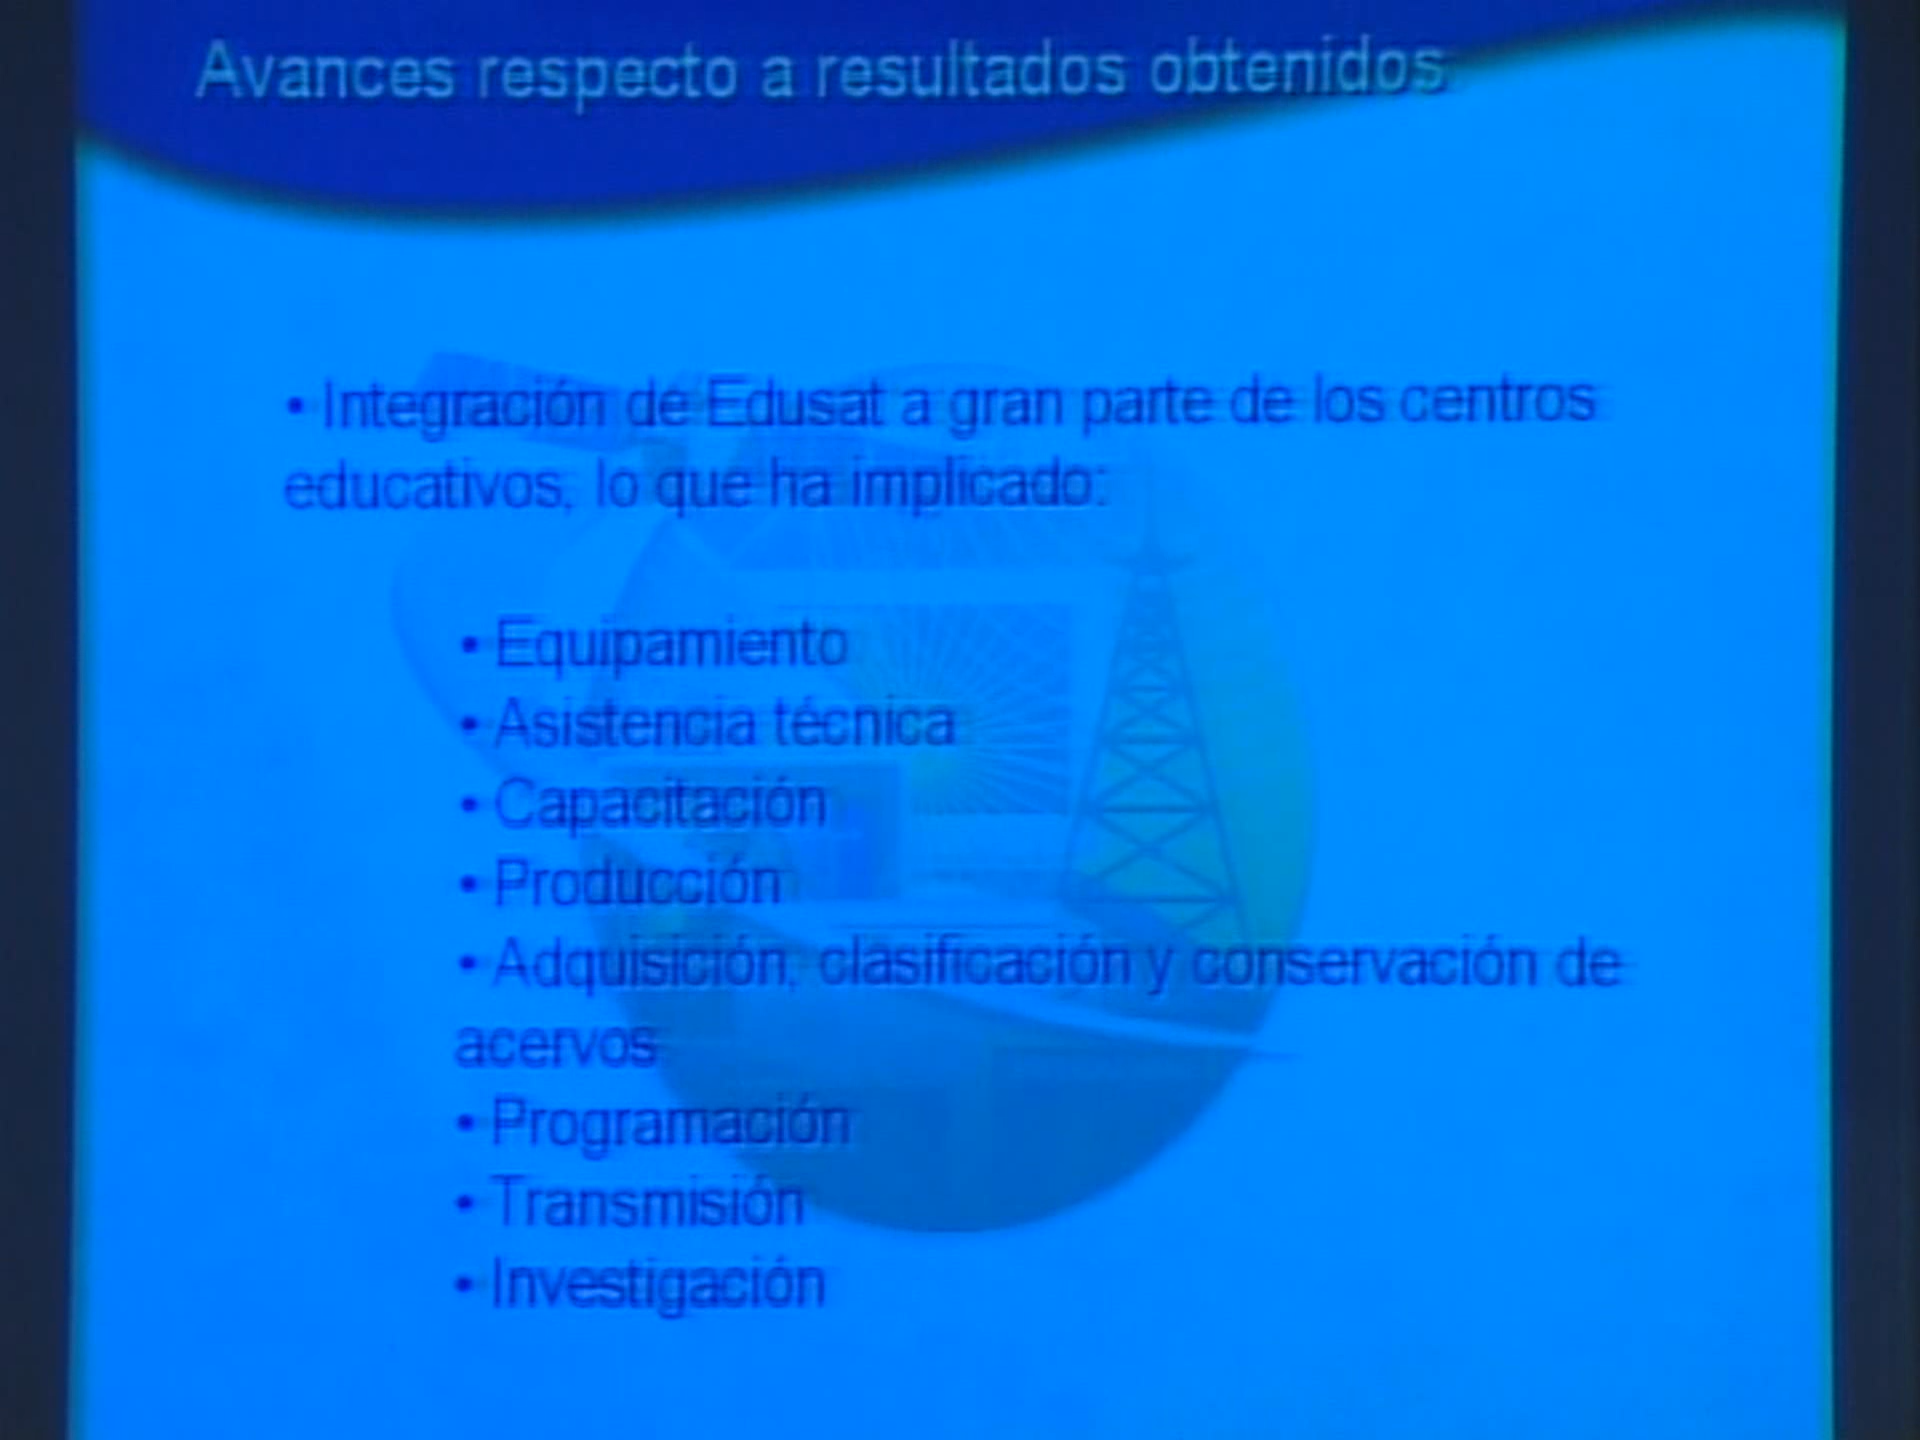 Avances respecto a resultados obtenidos
• Integración de Edusat a gran parte de los centros
educativos, lo que ha implicado:
• Equipamiento
• Asistencia técnica
• Capacitación
• Producción
• Adquisición, clasificación y conservación de
acervos
• Programación
• Transmisión
• Investigación